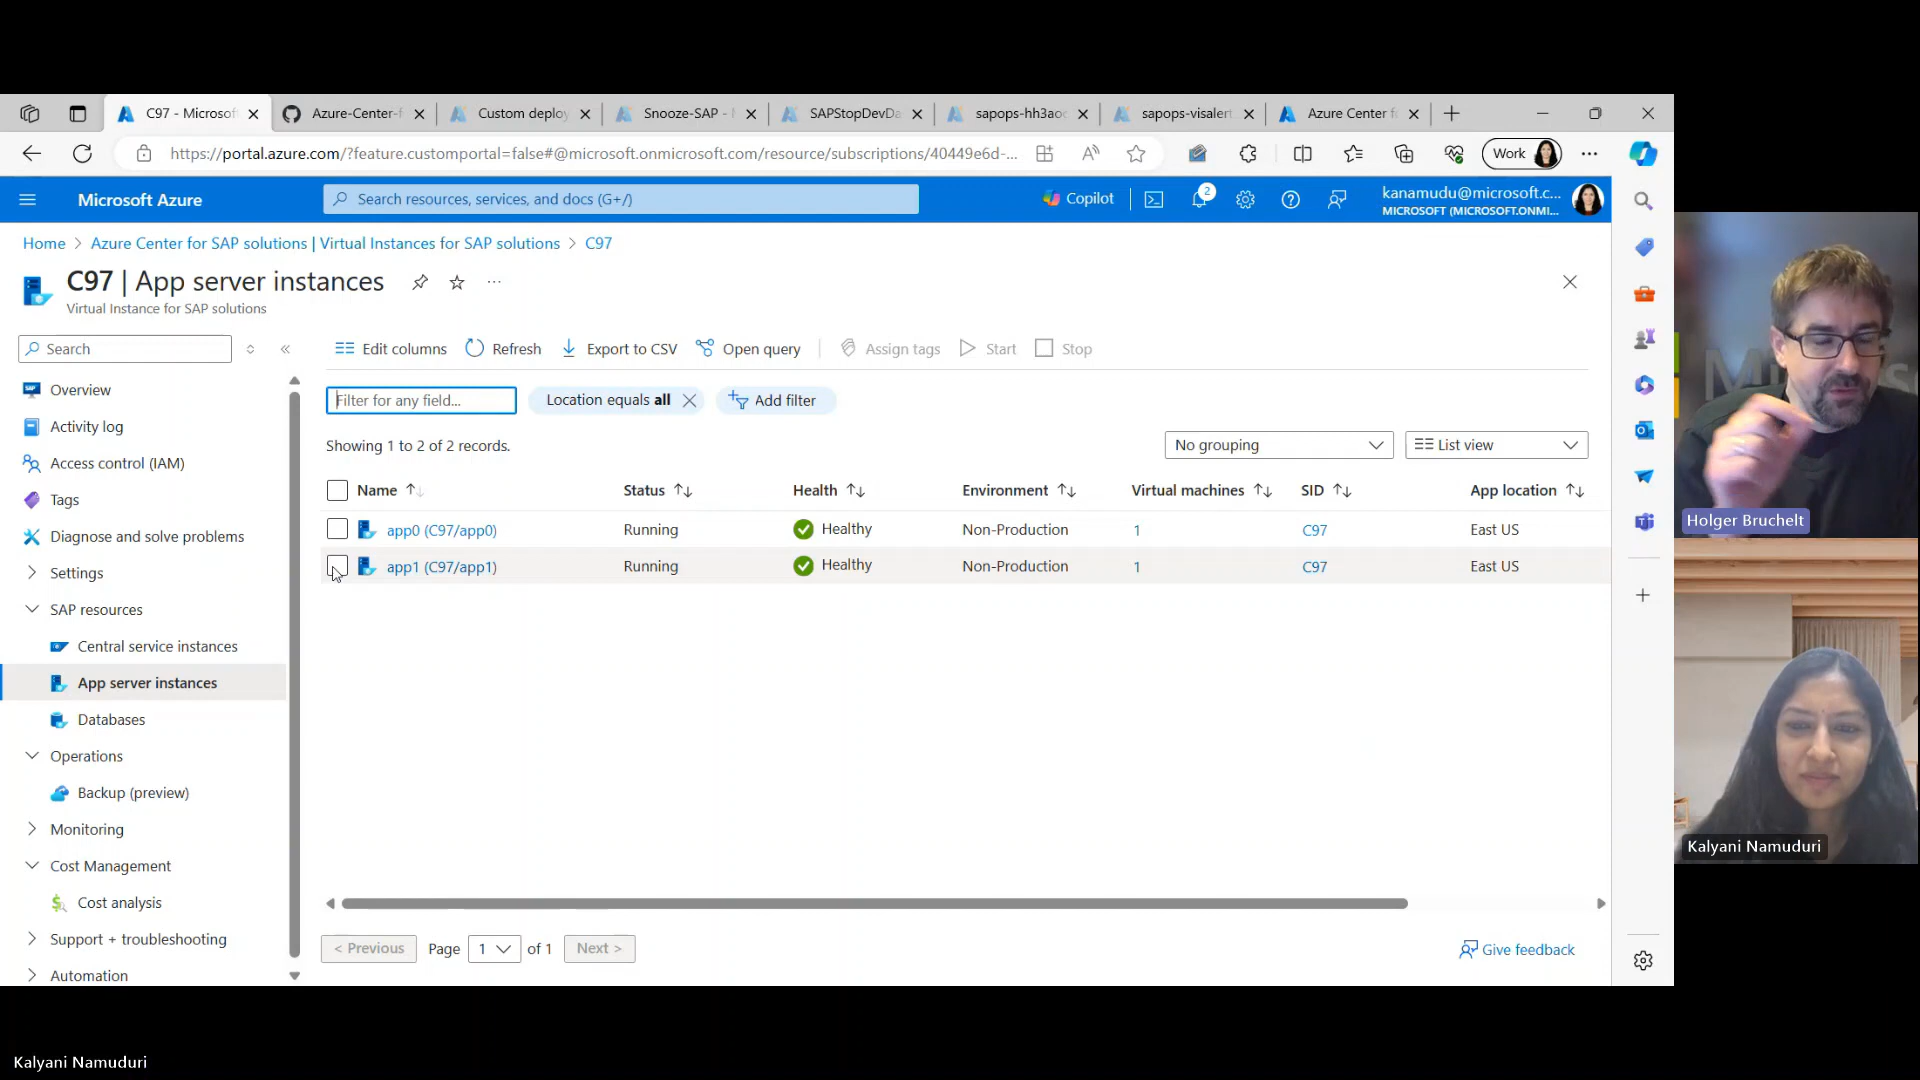 C97 - Microsof
Azure-Center-f
Custom deploy
Snooze-SAP -
SAPStopDevDa
sapops-hh3aoc
sapops-visalert
Azure Center f
https://portal.azure.com/?feature.customportal=false#@microsoft.onmicrosoft.com/resource/subscriptions/40449e6d-...
Work
Microsoft Azure
Search resources, services, and docs (G+/)
Copilot
2
kanamudu@microsoft.c...
MICROSOFT (MICROSOFT.ONMI...
Home > Azure Center for SAP solutions | Virtual Instances for SAP solutions > C97
C97 | App server instances
Virtual Instance for SAP solutions
Search
Overview
Activity log
Access control (IAM)
Tags
Diagnose and solve problems
Settings
SAP resources
Central service instances
App server instances
Databases
Operations
Backup (preview)
Monitoring
Cost Management
Cost analysis
Support + troubleshooting
Automation
Edit columns Refresh Export to CSV Open query Assign tags Start Stop
Filter for any field... Location equals all Add filter
Showing 1 to 2 of 2 records.
No grouping List view
Name Status Health Environment Virtual machines SID App location
app0 (C97/app0) Running Healthy Non-Production 1 C97 East US
app1 (C97/app1) Running Healthy Non-Production 1 C97 East US
< Previous Page 1 of 1 Next >
Give feedback
Holger Bruchelt
Kalyani Namuduri
Kalyani Namuduri